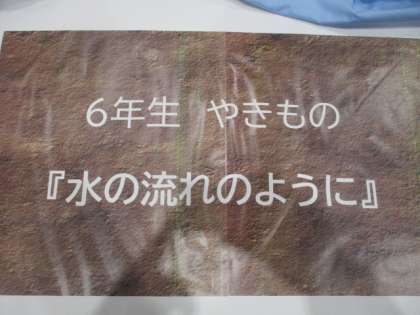 6年生 やきもの
『水の流れのように』